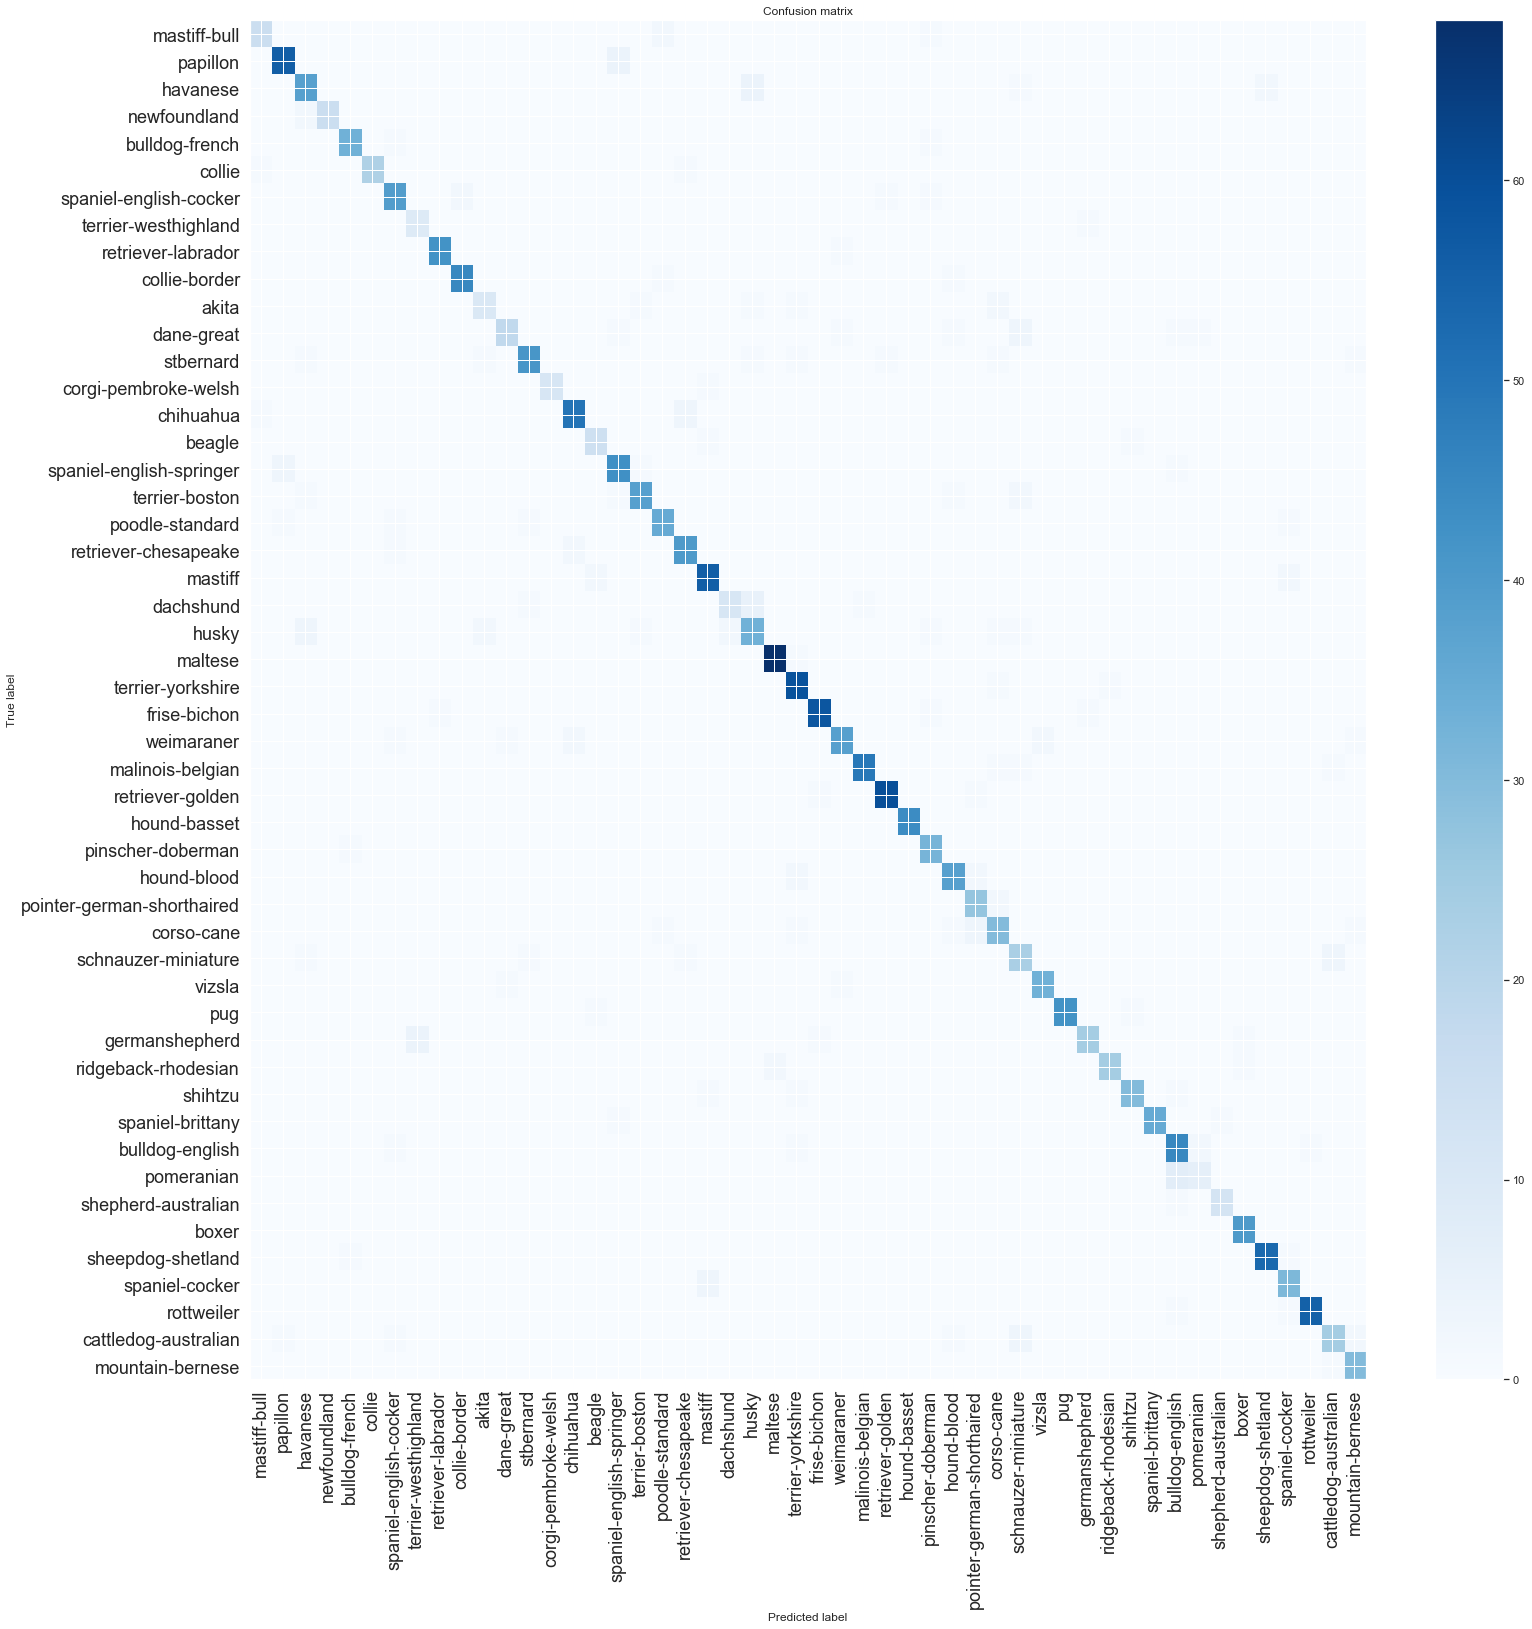 Confusion matrix
True label
mastiff-bull
papillon
havanese
newfoundland
bulldog-french
collie
spaniel-english-cocker
terrier-westhighland
retriever-labrador
collie-border
akita
dane-great
stbernard
corgi-pembroke-welsh
chihuahua
beagle
spaniel-english-springer
terrier-boston
poodle-standard
retriever-chesapeake
mastiff
dachshund
husky
maltese
terrier-yorkshire
frise-bichon
weimaraner
malinois-belgian
retriever-golden
hound-basset
pinscher-doberman
hound-blood
pointer-german-shorthaired
corso-cane
schnauzer-miniature
vizsla
pug
germanshepherd
ridgeback-rhodesian
shihtzu
spaniel-brittany
bulldog-english
pomeranian
shepherd-australian
boxer
sheepdog-shetland
spaniel-cocker
rottweiler
cattledog-australian
mountain-bernese
mastiff-bull
papillon
havanese
newfoundland
bulldog-french
collie
spaniel-english-cocker
terrier-westhighland
retriever-labrador
collie-border
akita
dane-great
stbernard
corgi-pembroke-welsh
chihuahua
beagle
spaniel-english-springer
terrier-boston
poodle-standard
retriever-chesapeake
mastiff
dachshund
husky
maltese
terrier-yorkshire
frise-bichon
weimaraner
malinois-belgian
retriever-golden
hound-basset
pinscher-doberman
hound-blood
pointer-german-shorthaired
corso-cane
schnauzer-miniature
vizsla
pug
germanshepherd
ridgeback-rhodesian
shihtzu
spaniel-brittany
bulldog-english
pomeranian
shepherd-australian
boxer
sheepdog-shetland
spaniel-cocker
rottweiler
cattledog-australian
mountain-bernese
Predicted label
60
50
40
30
20
10
0